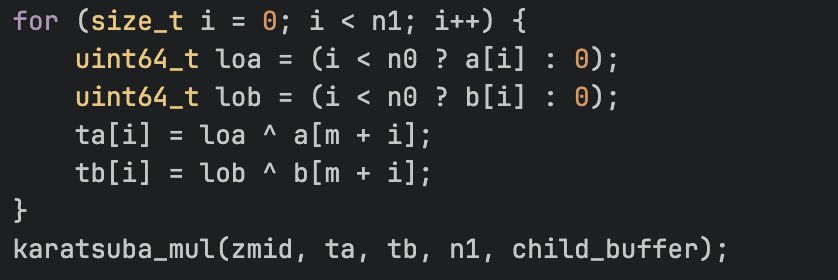 for (size_t i = 0; i < n1; i++) {
    uint64_t loa = (i < n0 ? a[i] : 0);
    uint64_t lob = (i < n0 ? b[i] : 0);
    ta[i] = loa ^ a[m + i];
    tb[i] = lob ^ b[m + i];
}
karatsuba_mul(zmid, ta, tb, n1, child_buffer);